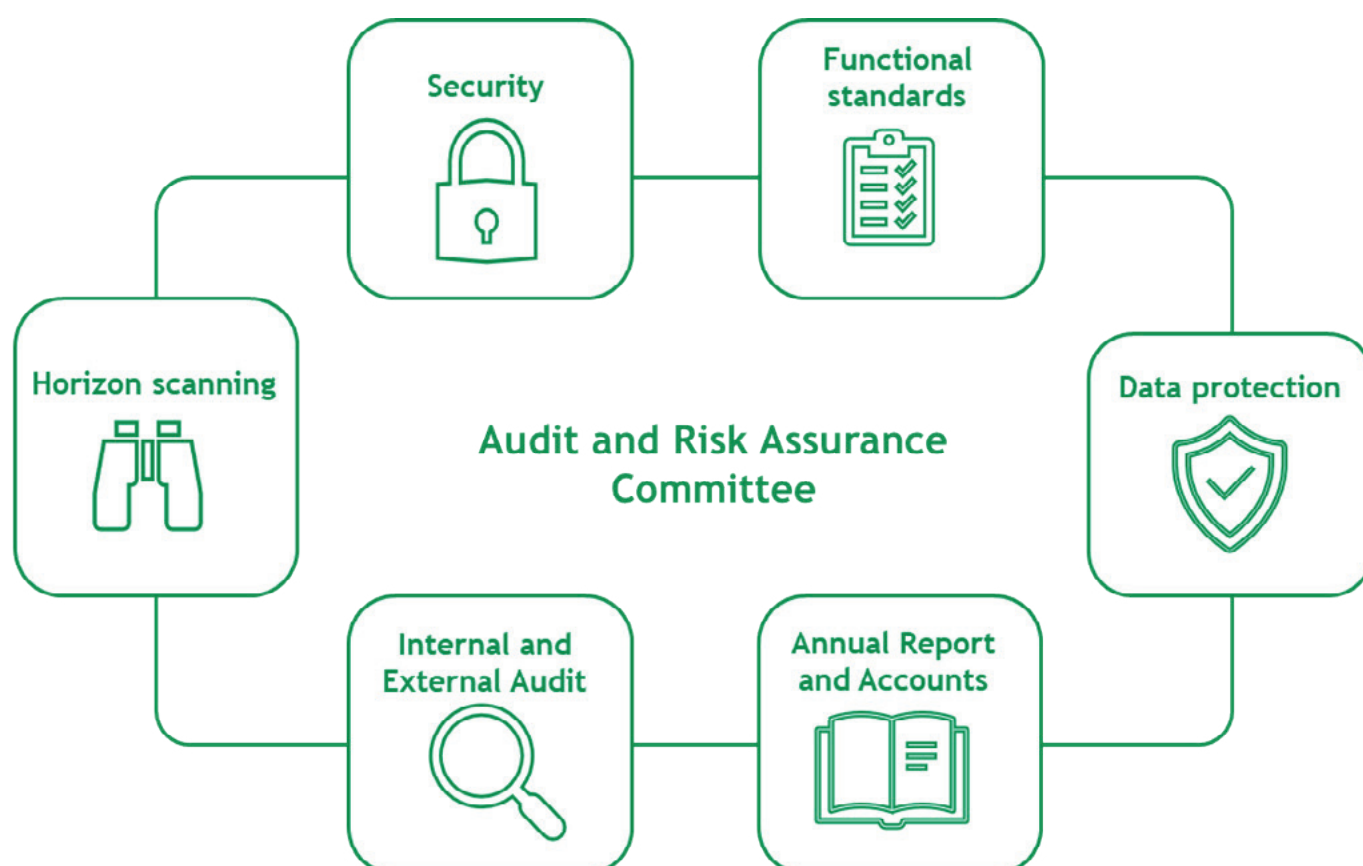 Security
Functional
standards
Horizon scanning
Data protection
Audit and Risk Assurance
Committee
Internal and
External Audit
Annual Report
and Accounts